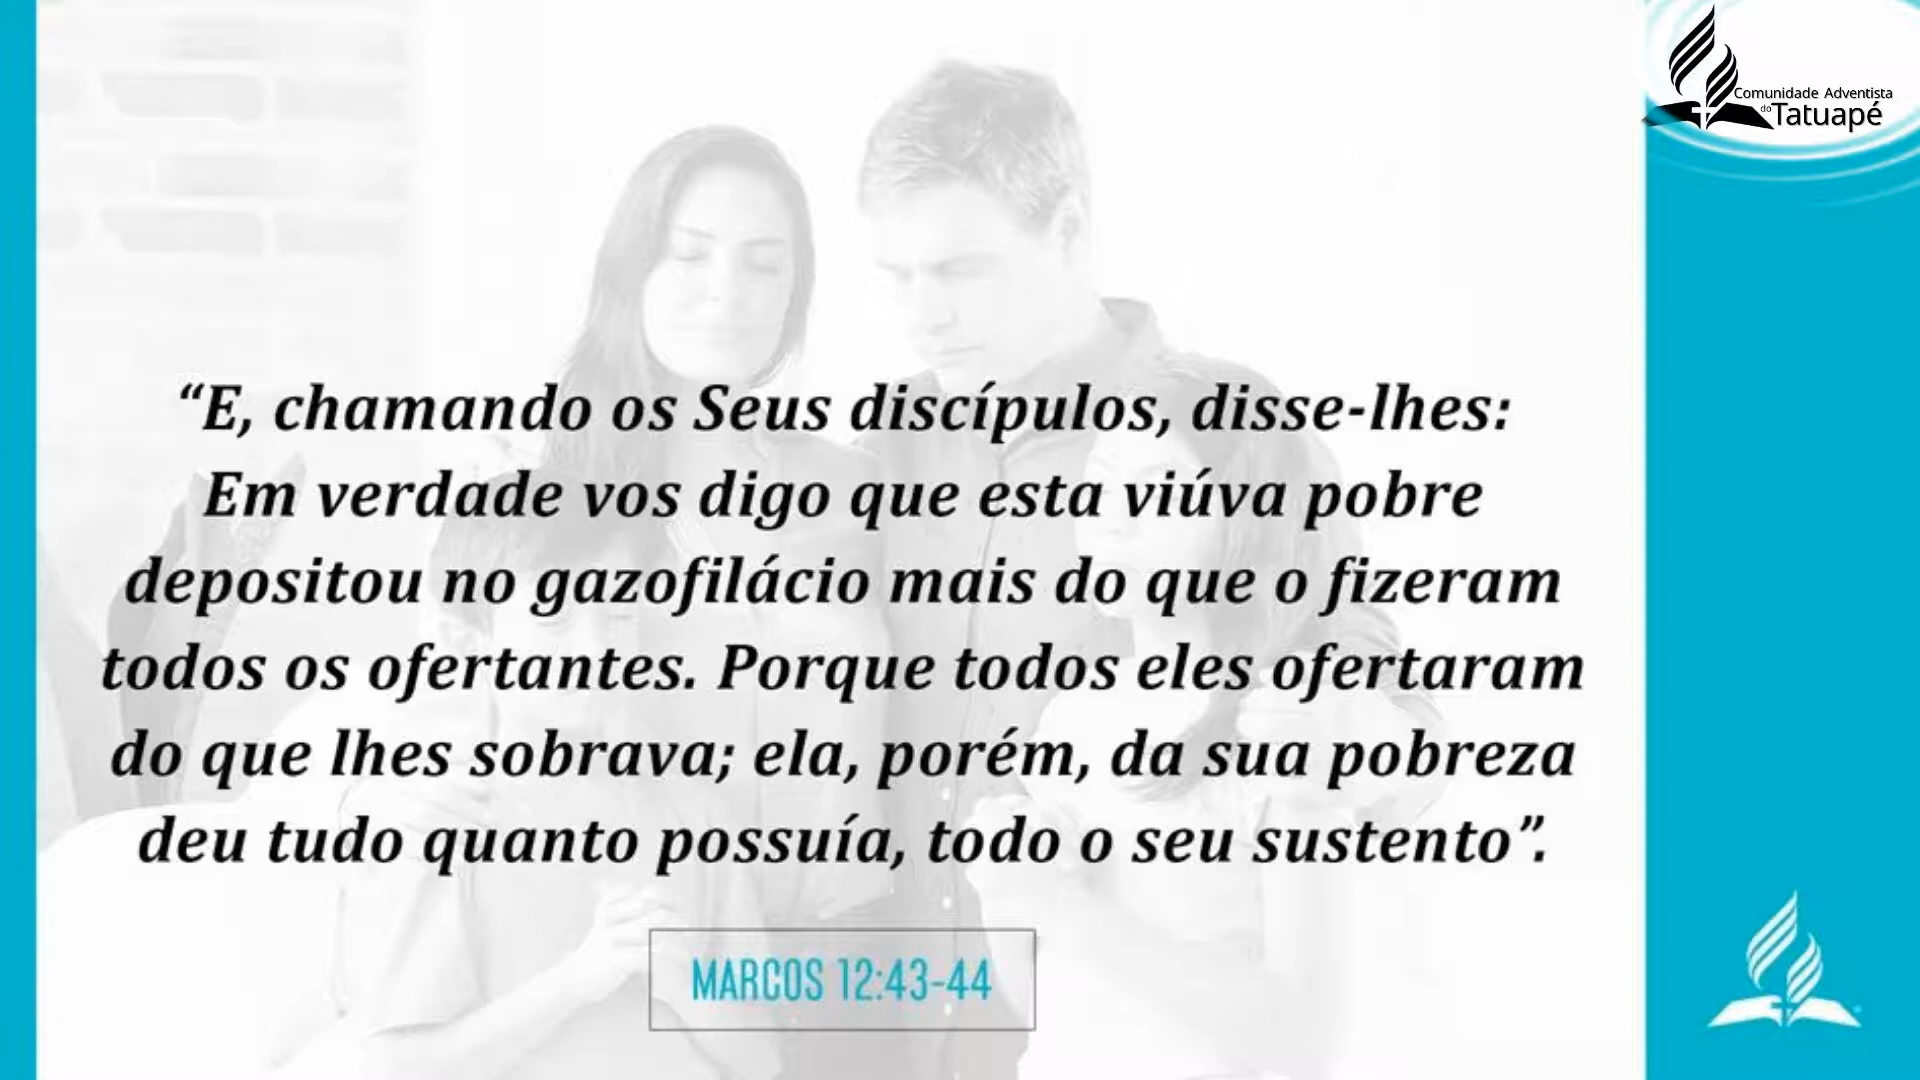 Comunidade Adventista
do Tatuapé
“E, chamando os Seus discípulos, disse-lhes:
Em verdade vos digo que esta viúva pobre
depositou no gazofilácio mais do que o fizeram
todos os ofertantes. Porque todos eles ofertaram
do que lhes sobrava; ela, porém, da sua pobreza
deu tudo quanto possuía, todo o seu sustento”.
MARCOS 12:43-44